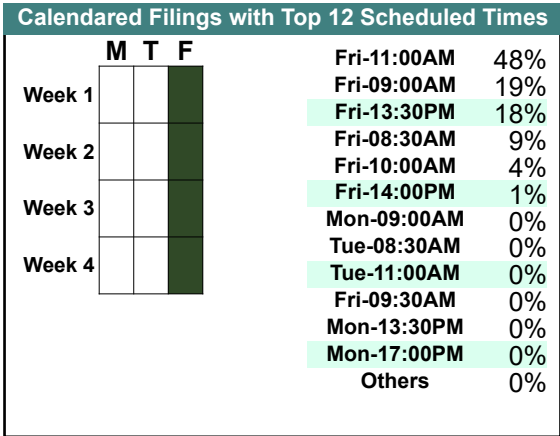 Calendared Filings with Top 12 Scheduled Times
M T F
Week 1
Week 2
Week 3
Week 4
Fri-11:00AM 48%
Fri-09:00AM 19%
Fri-13:30PM 18%
Fri-08:30AM 9%
Fri-10:00AM 4%
Fri-14:00PM 1%
Mon-09:00AM 0%
Tue-08:30AM 0%
Tue-11:00AM 0%
Fri-09:30AM 0%
Mon-13:30PM 0%
Mon-17:00PM 0%
Others 0%